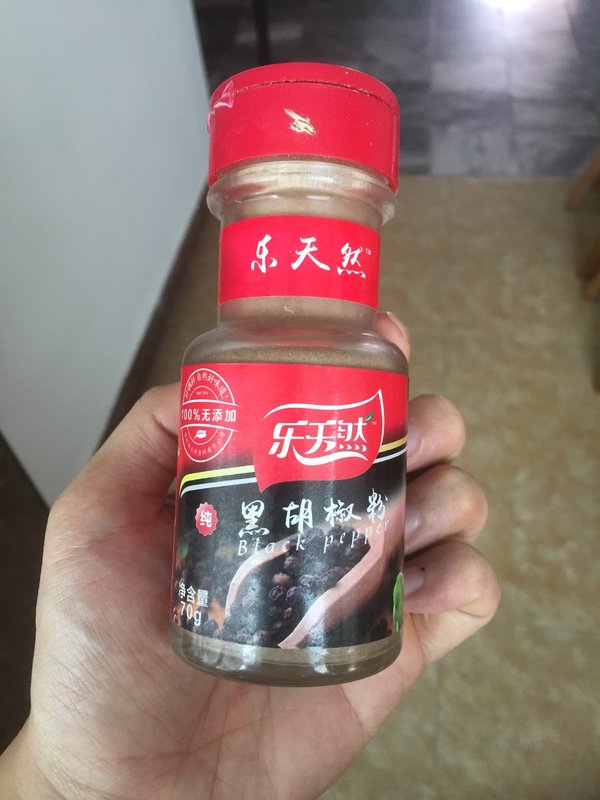 乐天然
100%无添加
乐天然
纯
黑胡椒粉
Black pepper
净含量
70g